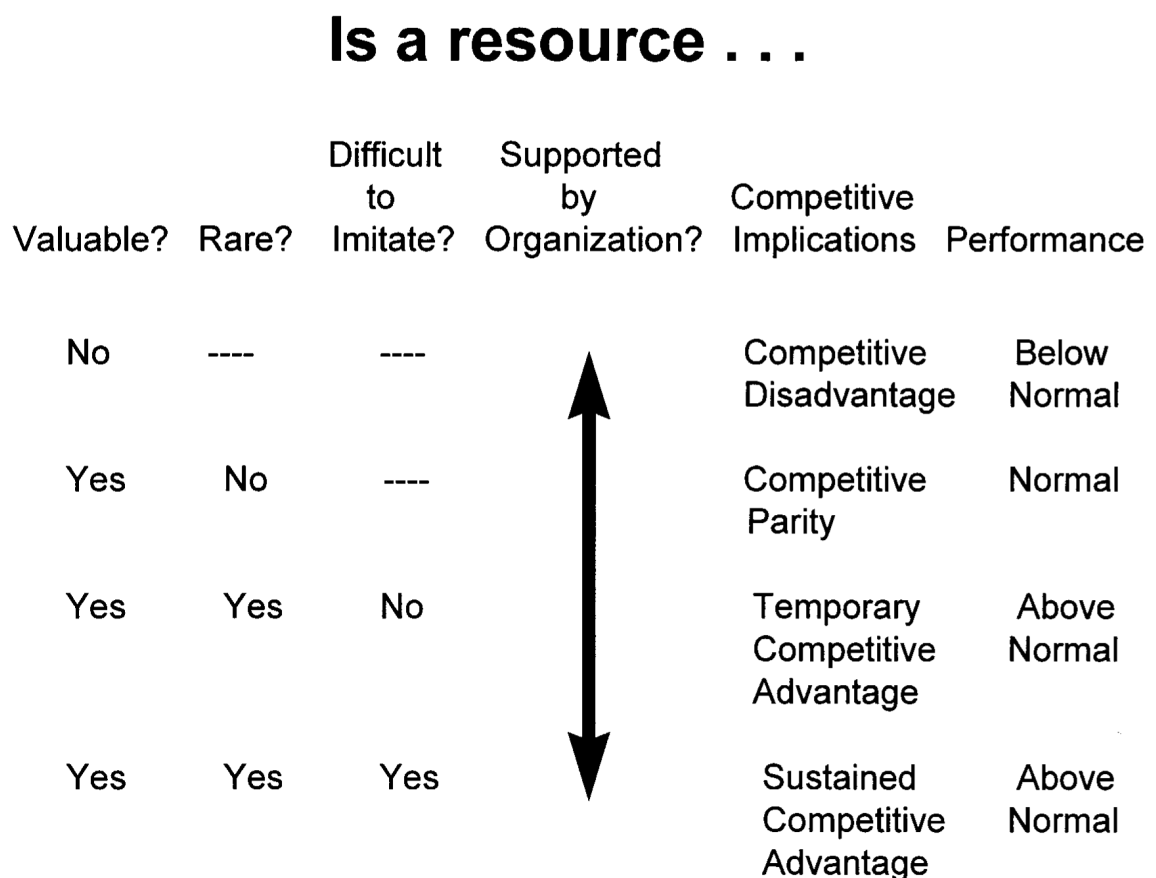 Is a resource . . .
Difficult Supported
to by Competitive
Valuable? Rare? Imitate? Organization? Implications Performance
No ---- ---- Competitive Below
Disadvantage Normal
Yes No ---- Competitive Normal
Parity
Yes Yes No Temporary Above
Competitive Normal
Advantage
Yes Yes Yes Sustained Above
Competitive Normal
Advantage